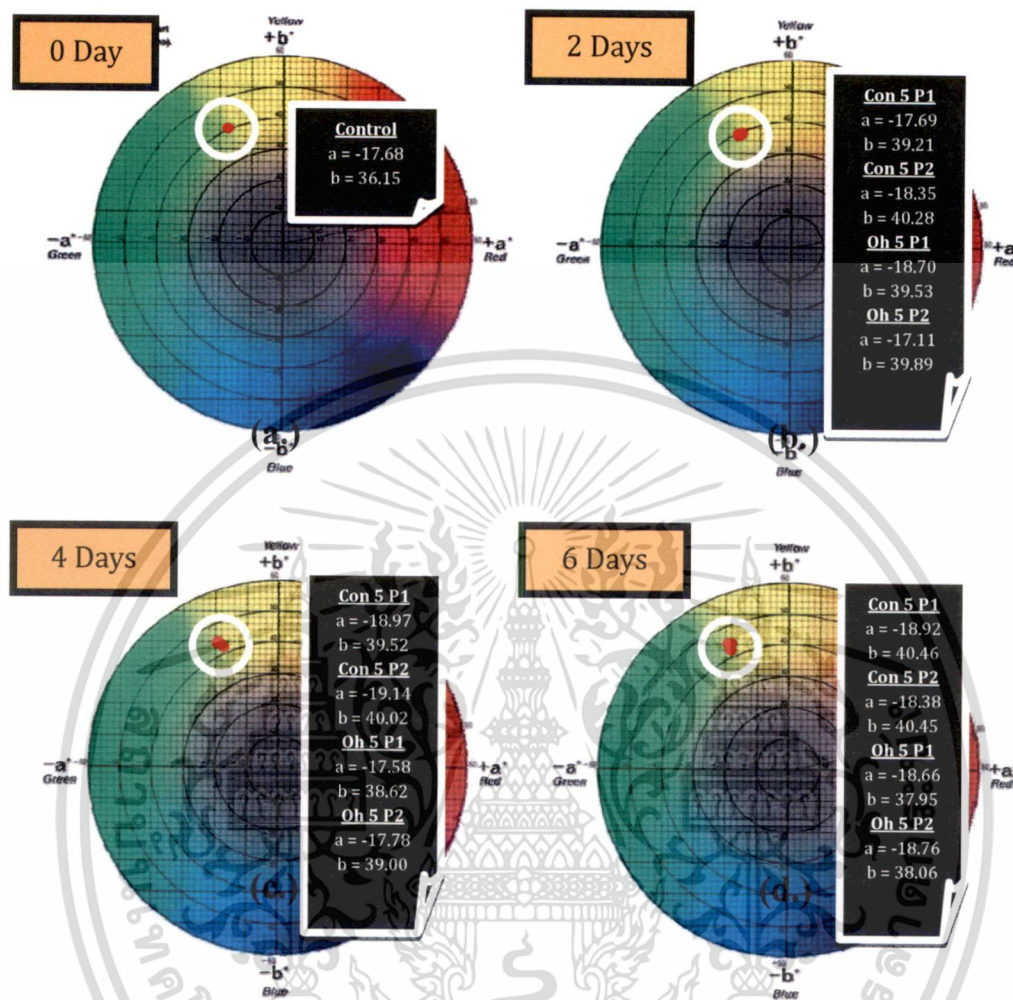 0 Day
Yellow
+b*
60
Control
a = -17.68
b = 36.15
-a*
Green
+a*
Red
(a.)
-b*
Blue
2 Days
Yellow
+b*
60
Con 5 P1
a = -17.69
b = 39.21
Con 5 P2
a = -18.35
b = 40.28
Oh 5 P1
a = -18.70
b = 39.53
Oh 5 P2
a = -17.11
b = 39.89
-a*
Green
+a
Red
(b.)
-b*
Blue
4 Days
Yellow
+b*
60
Con 5 P1
a = -18.97
b = 39.52
Con 5 P2
a = -19.14
b = 40.02
Oh 5 P1
a = -17.58
b = 38.62
Oh 5 P2
a = -17.78
b = 39.00
-a*
Green
+a*
Red
(c.)
-b*
Blue
6 Days
Yellow
+b*
60
Con 5 P1
a = -18.92
b = 40.46
Con 5 P2
a = -18.38
b = 40.45
Oh 5 P1
a = -18.66
b = 37.95
Oh 5 P2
a = -18.76
b = 38.06
-a*
Green
+a
Red
(d.)
-b*
Blue